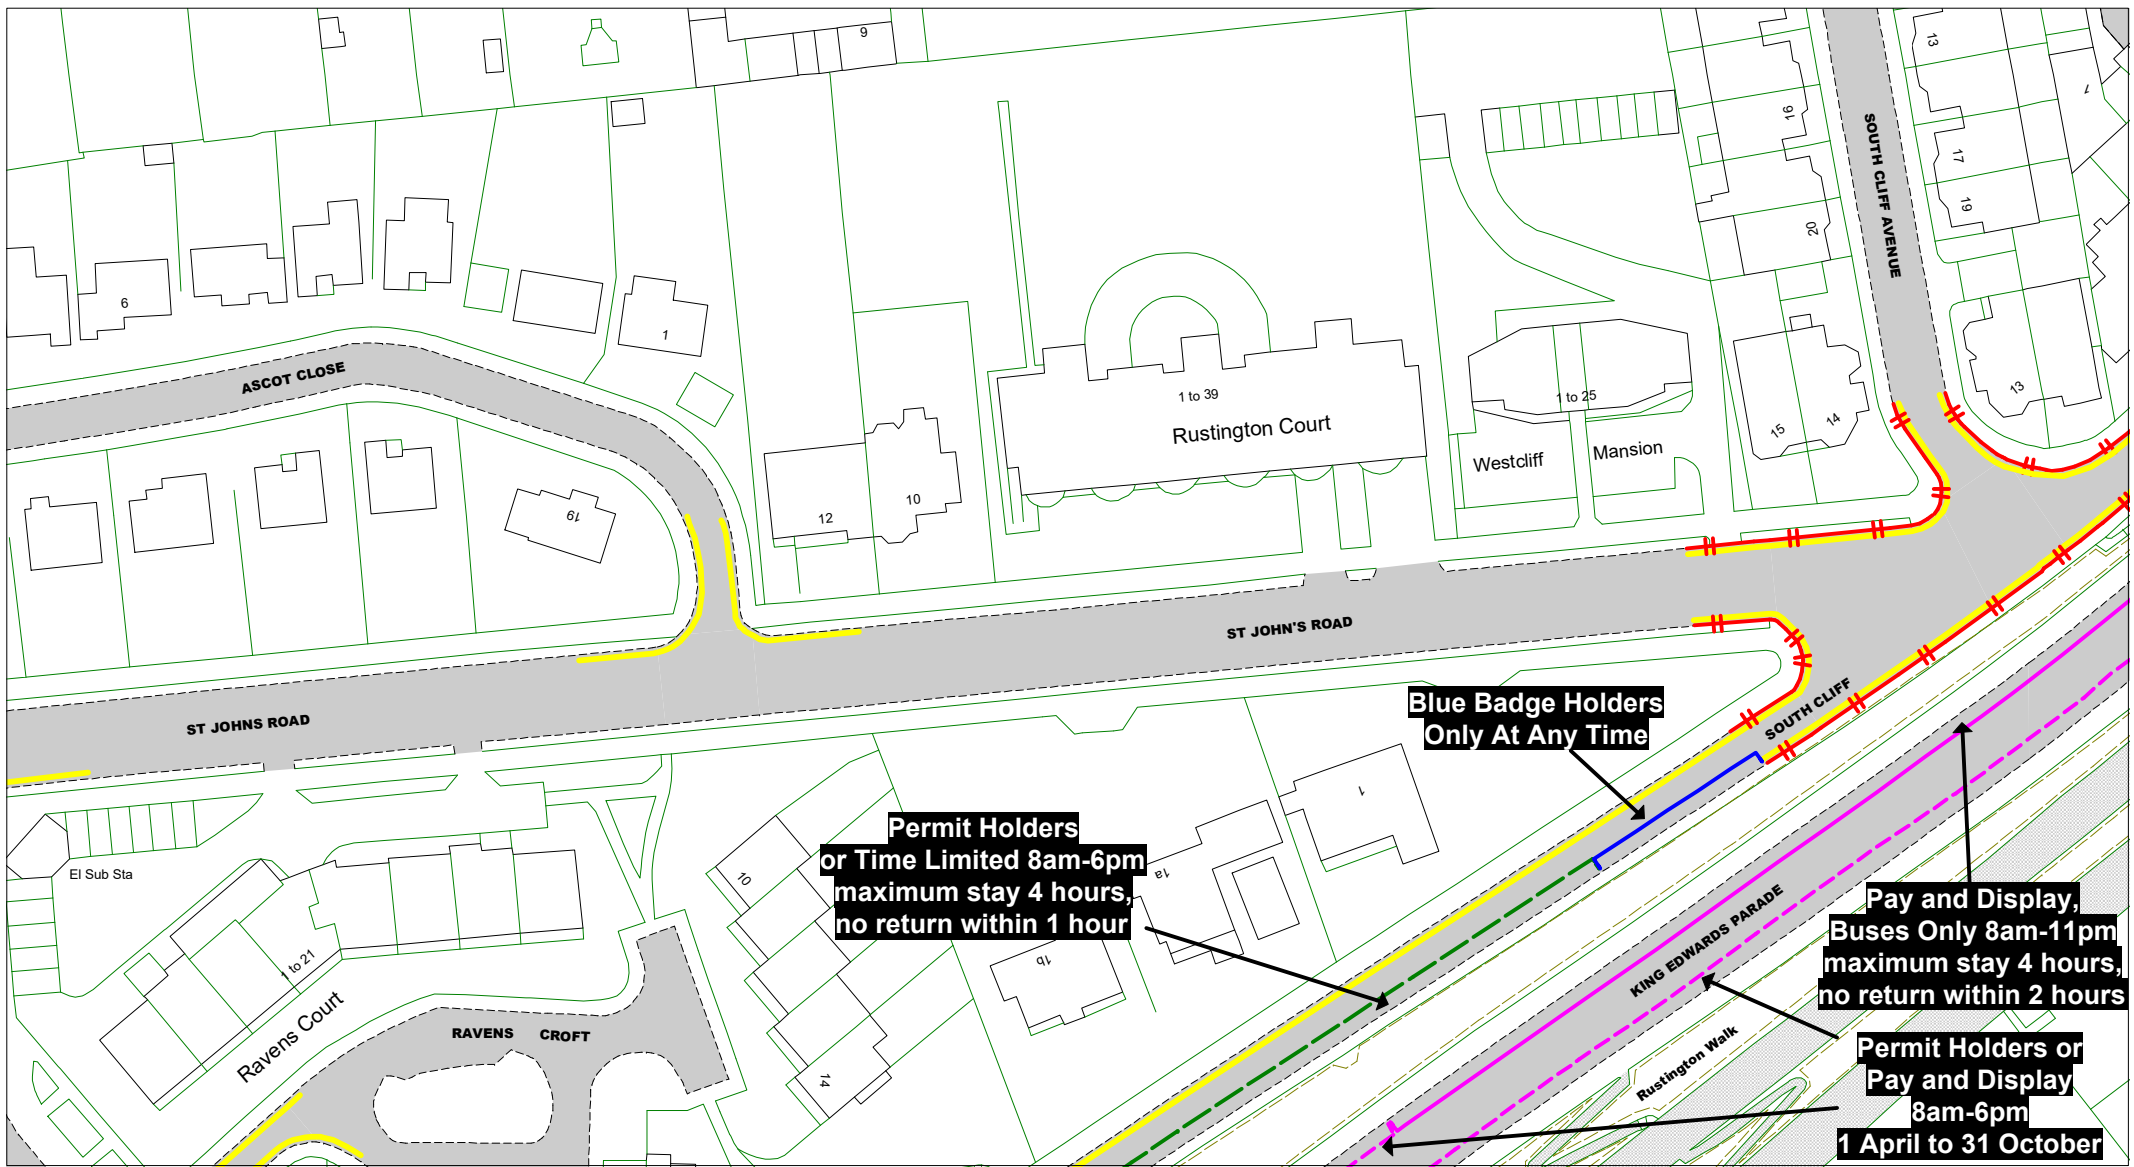 9
13
7
SOUTH CLIFF AVENUE
16
17
19
20
6
1
ASCOT CLOSE
1 to 39
Rustington Court
1 to 25
Westcliff
Mansion
15
14
13
19
12
10
ST JOHN'S ROAD
ST JOHNS ROAD
SOUTH CLIFF
Blue Badge Holders
Only At Any Time
1
Permit Holders
or Time Limited 8am-6pm
maximum stay 4 hours,
no return within 1 hour
10
1a
1b
El Sub Sta
1 to 21
Ravens Court
RAVENS CROFT
14
KING EDWARDS PARADE
Pay and Display,
Buses Only 8am-11pm
maximum stay 4 hours,
no return within 2 hours
Rustington Walk
Permit Holders or
Pay and Display
8am-6pm
1 April to 31 October